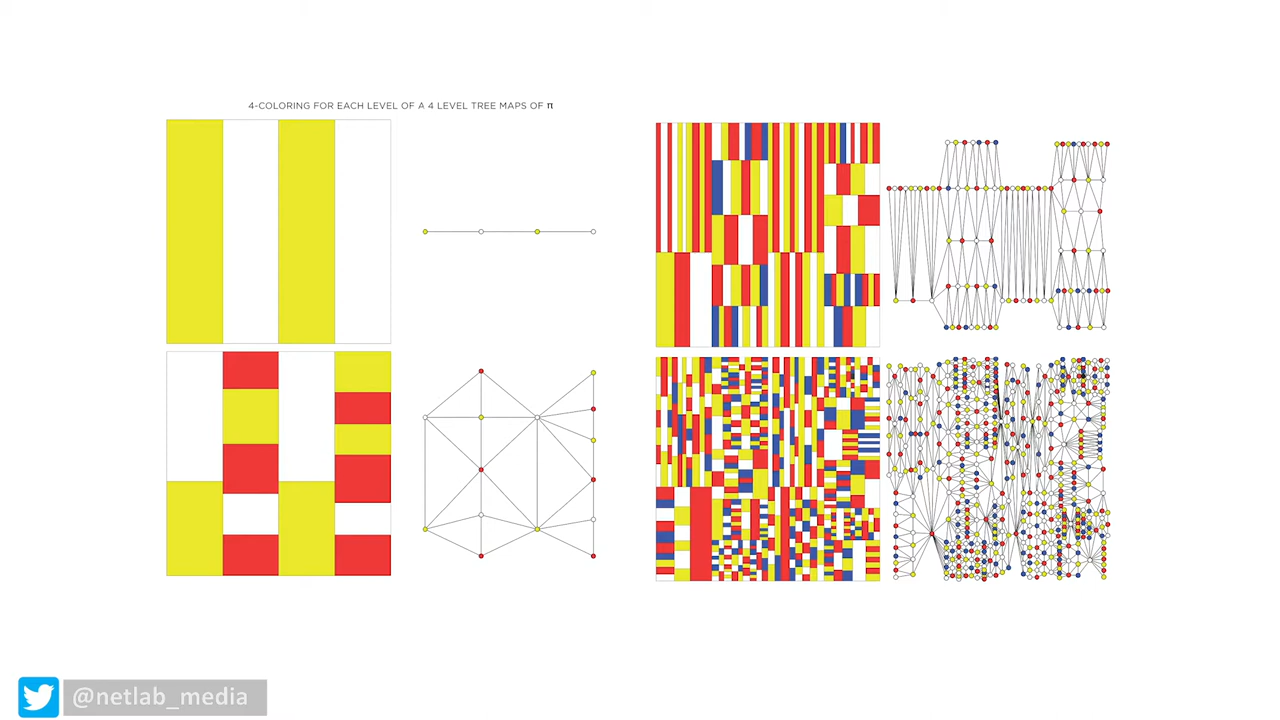 4-COLORING FOR EACH LEVEL OF A 4 LEVEL TREE MAPS OF π
@netlab_media